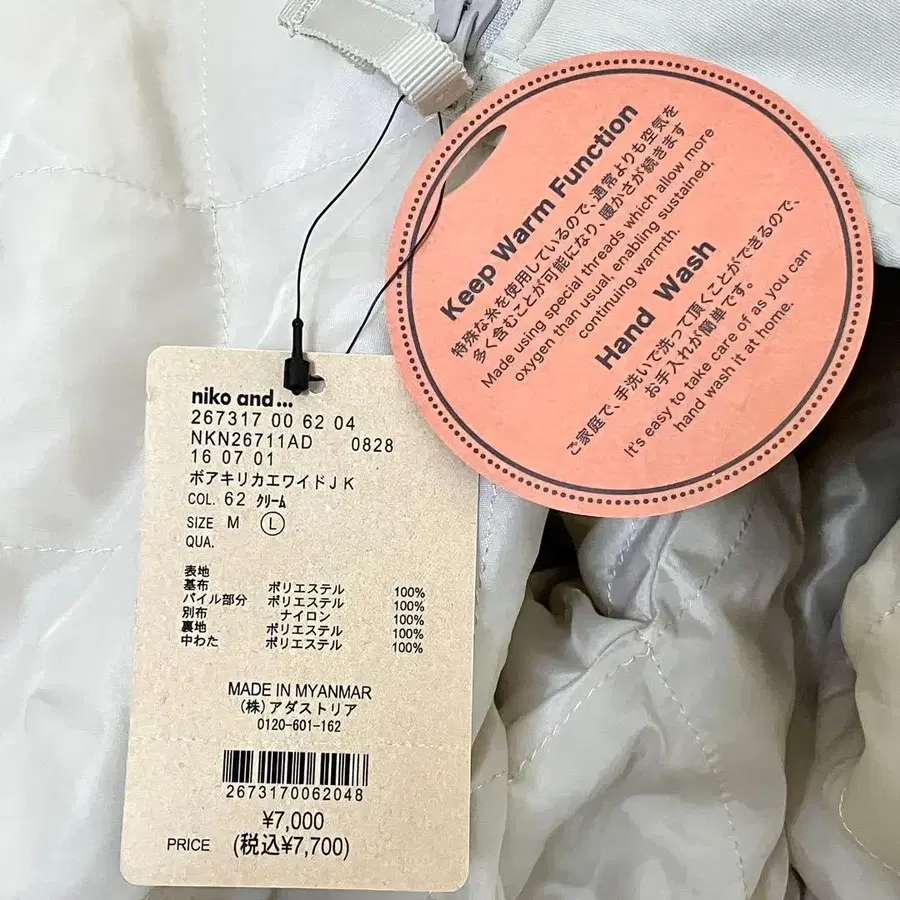 Keep Warm Function
特殊な糸を使用しているので、通常よりも空気を
多く含むことが可能になり、暖かさが続きます
Made using special threads which allow more
oxygen than usual, enabling sustained.
continuing warmth.
Hand Wash
ご家庭で、手洗いで洗って頂くことができるので、
お手入れが簡単です。
It's easy to take care of as you can
hand wash it at home.
niko and ...
267317 00 62 04
NKN26711AD 0828
16 07 01
ボアキリカエワイドJK
COL. 62 クリーム
SIZE M L
QUA.
表地
基布 ポリエステル 100%
パイル部分 ポリエステル 100%
別布 ナイロン 100%
裏地 ポリエステル 100%
中わた ポリエステル 100%
MADE IN MYANMAR
(株)アダストリア
0120-601-162
2673170062048
¥7,000
PRICE (税込¥7,700)